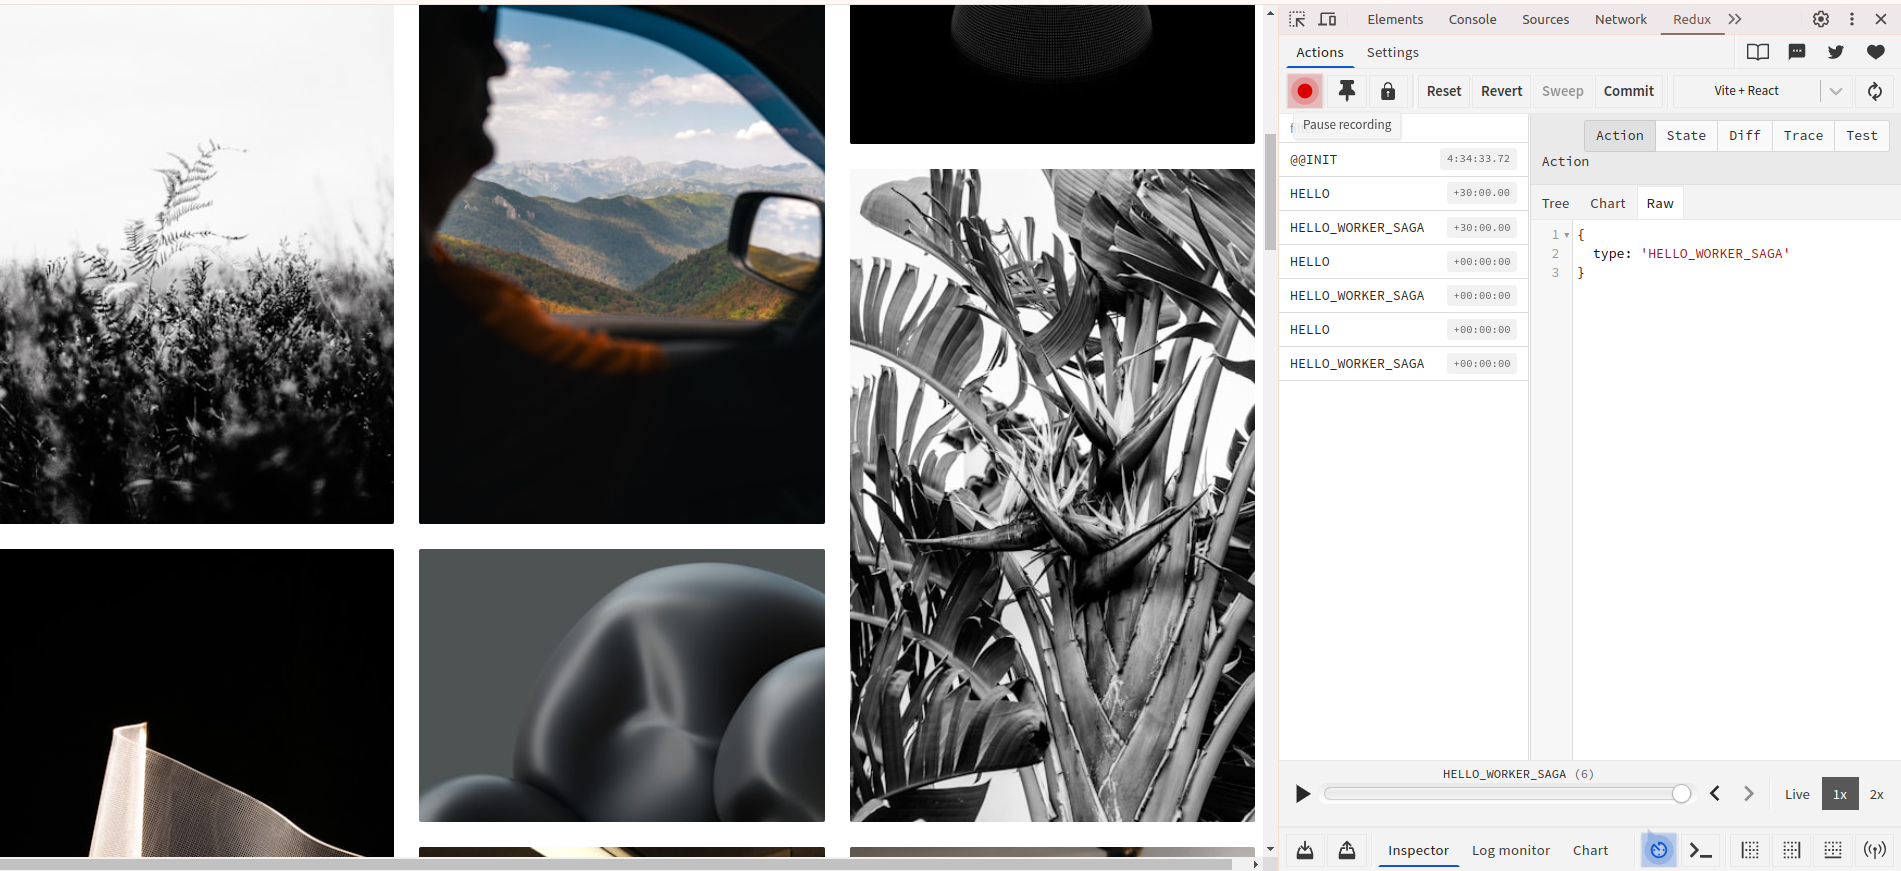 Elements Console Sources Network Redux
Actions Settings
Reset Revert Sweep Commit Vite + React
Pause recording
Action State Diff Trace Test
@@INIT 4:34:33.72
Action
HELLO +30:00.00
Tree Chart Raw
HELLO_WORKER_SAGA +30:00.00
1 {
2 type: 'HELLO_WORKER_SAGA'
3 }
HELLO +00:00:00
HELLO_WORKER_SAGA +00:00:00
HELLO +00:00:00
HELLO_WORKER_SAGA +00:00:00
HELLO_WORKER_SAGA (6)
Live 1x 2x
Inspector Log monitor Chart